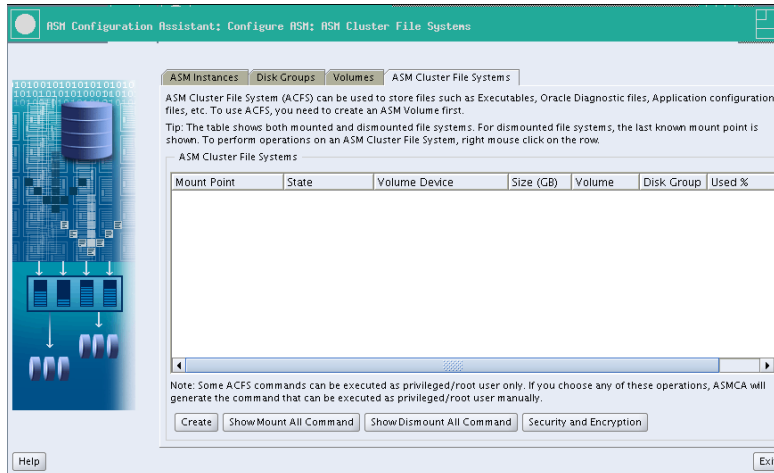 ASM Configuration Assistant: Configure ASM: ASM Cluster File Systems
ASM Instances
Disk Groups
Volumes
ASM Cluster File Systems
ASM Cluster File System (ACFS) can be used to store files such as Executables, Oracle Diagnostic files, Application configuration
files, etc. To use ACFS, you need to create an ASM Volume first.
Tip: The table shows both mounted and dismounted file systems. For dismounted file systems, the last known mount point is
shown. To perform operations on an ASM Cluster File System, right mouse click on the row.
ASM Cluster File Systems
Mount Point
State
Volume Device
Size (GB)
Volume
Disk Group
Used %
Note: Some ACFS commands can be executed as privileged/root user only. If you choose any of these operations, ASMCA will
generate the command that can be executed as privileged/root user manually.
Create
Show Mount All Command
Show Dismount All Command
Security and Encryption
Help
Exi